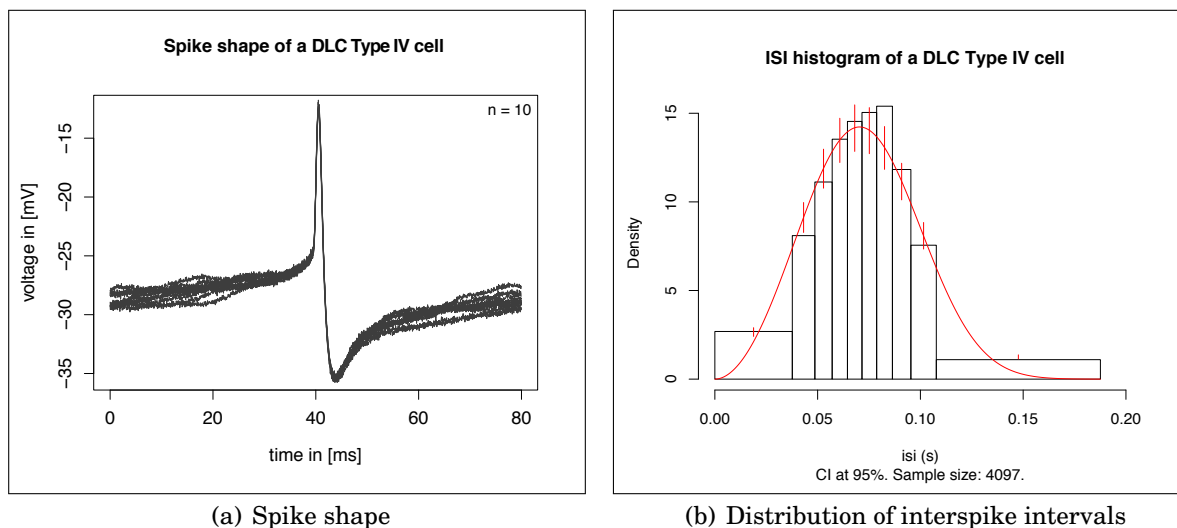 Spike shape of a DLC Type IV cell
n = 10
voltage in [mV]
−15
−20
−25
−30
−35
0
20
40
60
80
time in [ms]
(a) Spike shape
ISI histogram of a DLC Type IV cell
Density
15
10
5
0
0.00
0.05
0.10
0.15
0.20
isi (s)
CI at 95%. Sample size: 4097.
(b) Distribution of interspike intervals